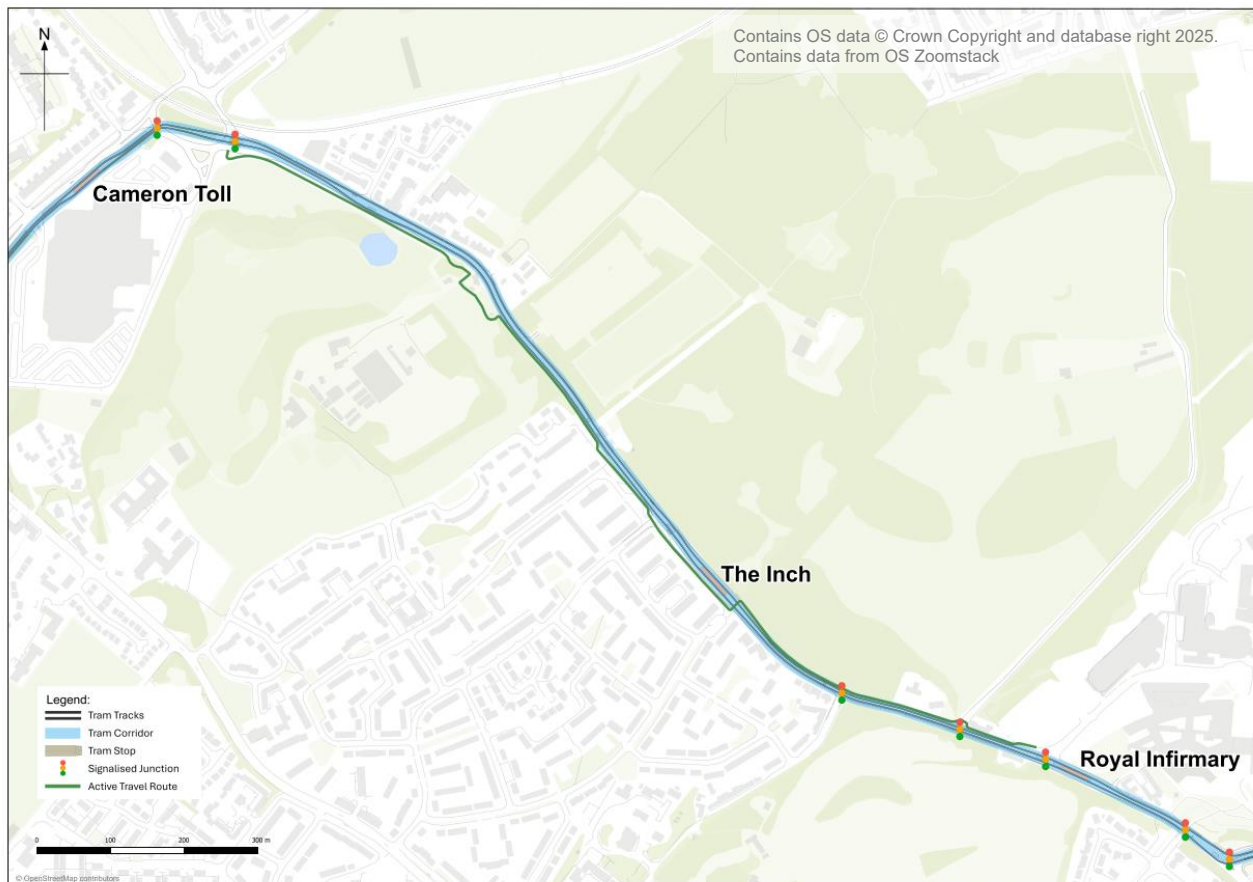 Contains OS data © Crown Copyright and database right 2025.
Contains data from OS Zoomstack
N
Cameron Toll
The Inch
Royal Infirmary
Legend:
Tram Tracks
Tram Corridor
Tram Stop
Signalised Junction
Active Travel Route
0 100 200 300 m
© OpenStreetMap contributors